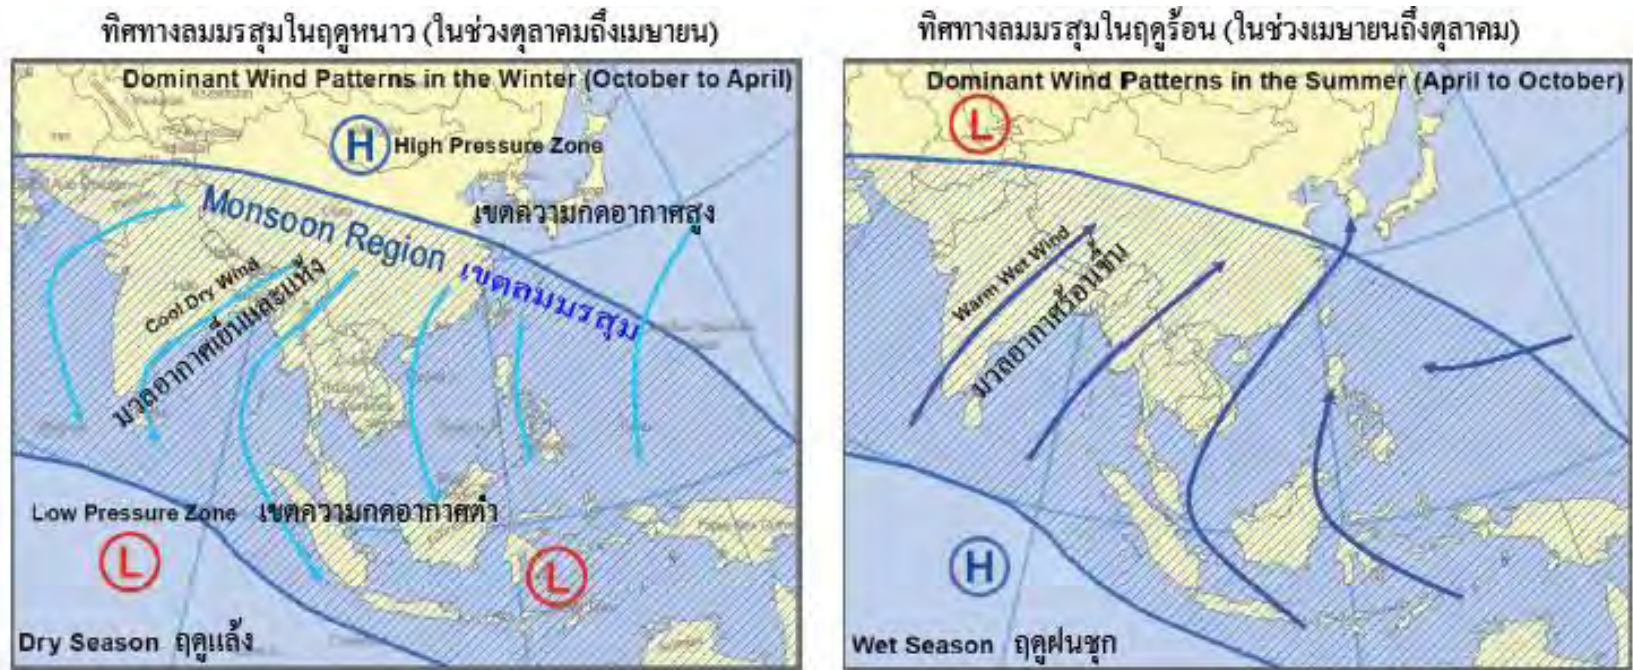 ทิศทางลมมรสุมในฤดูหนาว (ในช่วงตุลาคมถึงเมษายน)
Dominant Wind Patterns in the Winter (October to April)
H High Pressure Zone
เขตความกดอากาศสูง
Monsoon Region เขตลมมรสุม
Cool Dry Wind
มวลอากาศเย็นและแห้ง
Low Pressure Zone เขตความกดอากาศต่ำ
L
L
Dry Season ฤดูแล้ง
ทิศทางลมมรสุมในฤดูร้อน (ในช่วงเมษายนถึงตุลาคม)
Dominant Wind Patterns in the Summer (April to October)
L
Warm Wet Wind
มวลอากาศร้อนชื้น
H
Wet Season ฤดูฝนชุก